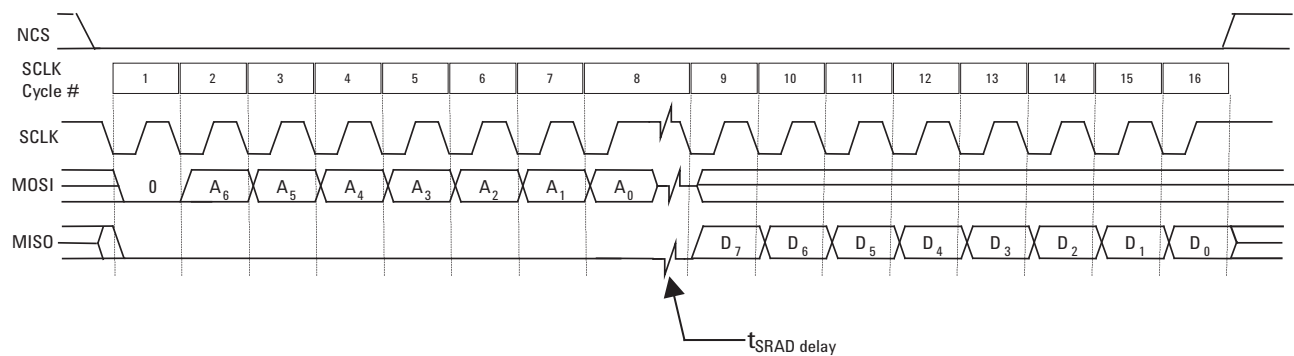 NCS
SCLK
Cycle #
1 2 3 4 5 6 7 8 9 10 11 12 13 14 15 16
SCLK
MOSI 0 A6 A5 A4 A3 A2 A1 A0
MISO D7 D6 D5 D4 D3 D2 D1 D0
tSRAD delay